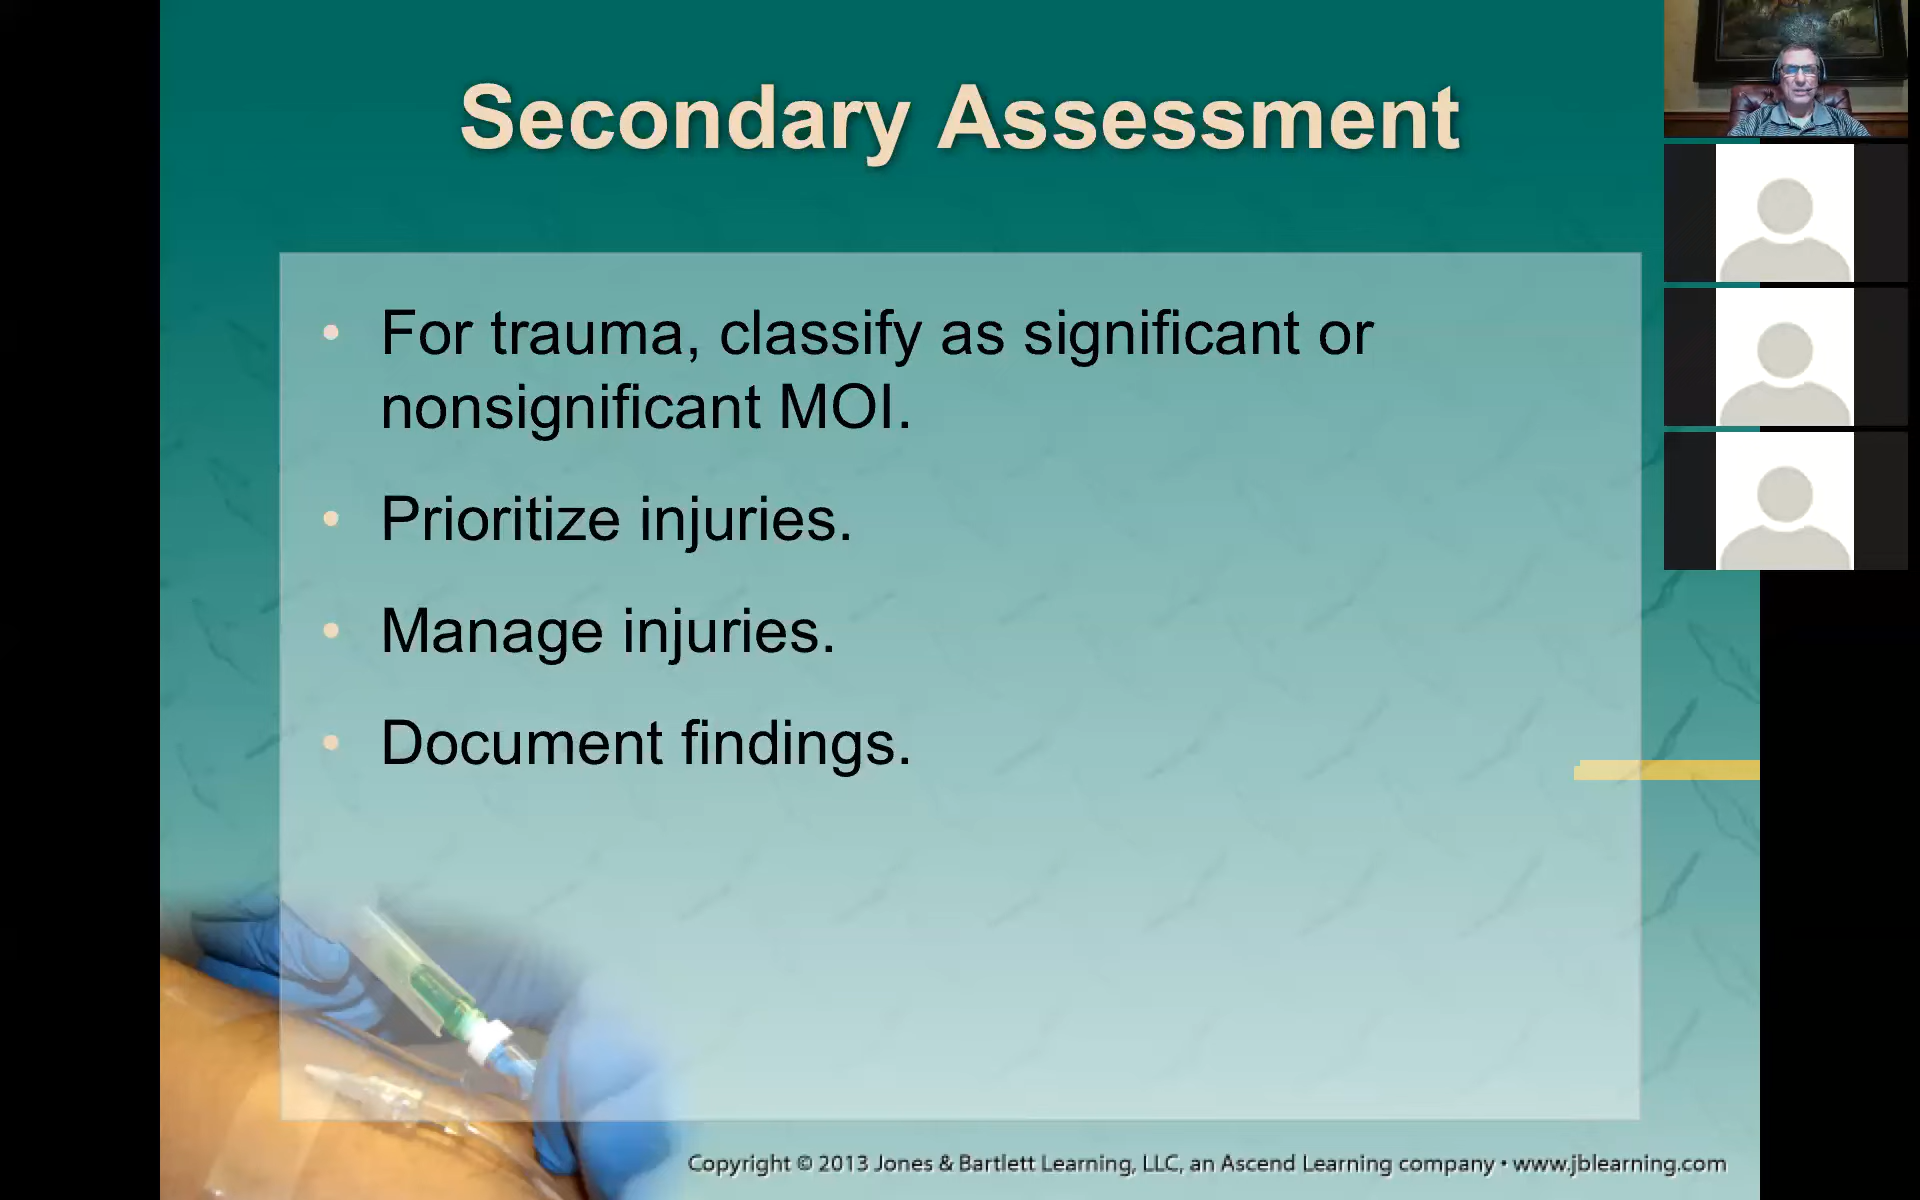 Secondary Assessment
• For trauma, classify as significant or
nonsignificant MOI.
• Prioritize injuries.
• Manage injuries.
• Document findings.
Copyright © 2013 Jones & Bartlett Learning, LLC, an Ascend Learning company • www.jblearning.com